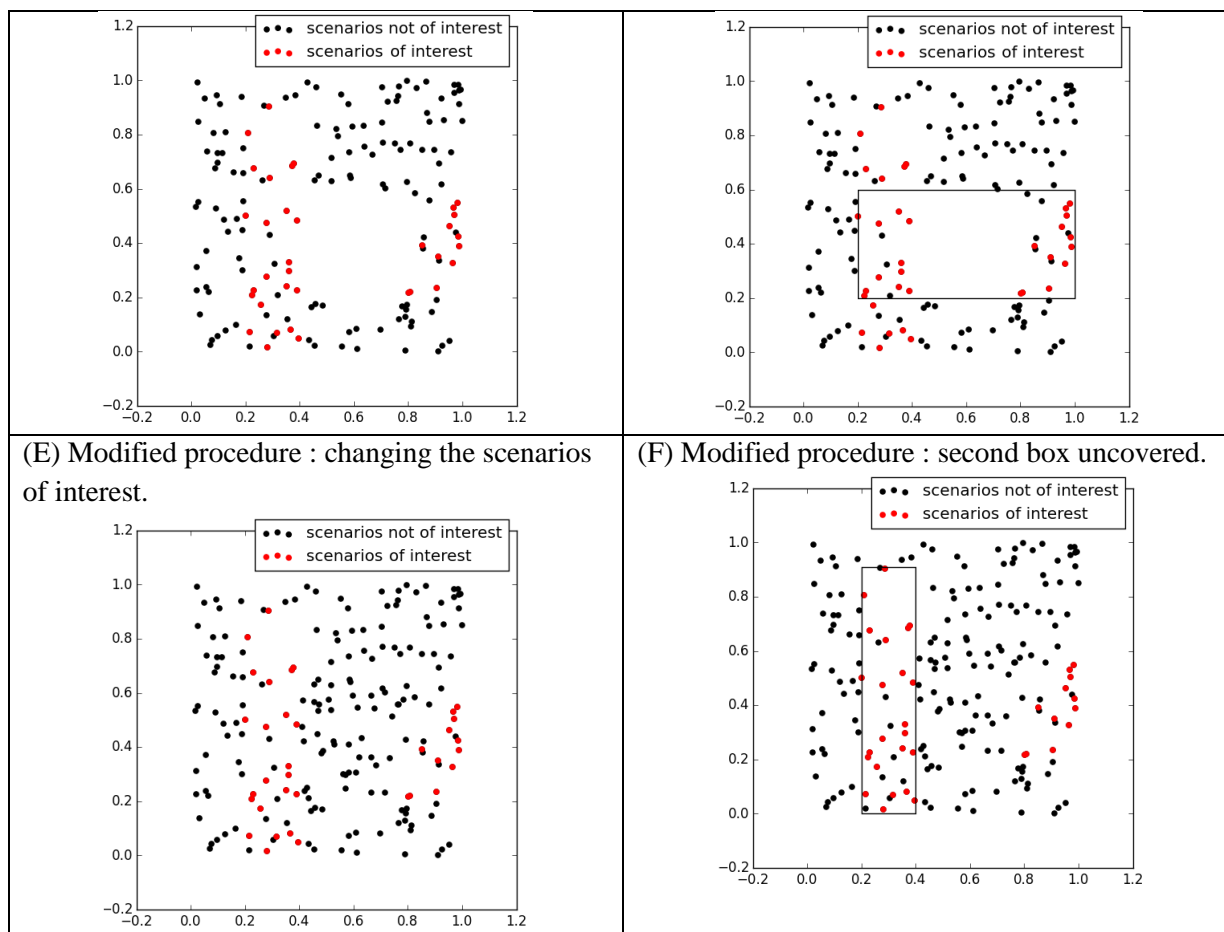 scenarios not of interest
scenarios of interest
1.2
1.0
0.8
0.6
0.4
0.2
0.0
−0.2
−0.2 0.0 0.2 0.4 0.6 0.8 1.0 1.2
scenarios not of interest
scenarios of interest
1.2
1.0
0.8
0.6
0.4
0.2
0.0
−0.2
−0.2 0.0 0.2 0.4 0.6 0.8 1.0 1.2
(E) Modified procedure : changing the scenarios
of interest.
scenarios not of interest
scenarios of interest
1.2
1.0
0.8
0.6
0.4
0.2
0.0
−0.2
−0.2 0.0 0.2 0.4 0.6 0.8 1.0 1.2
(F) Modified procedure : second box uncovered.
scenarios not of interest
scenarios of interest
1.2
1.0
0.8
0.6
0.4
0.2
0.0
−0.2
−0.2 0.0 0.2 0.4 0.6 0.8 1.0 1.2